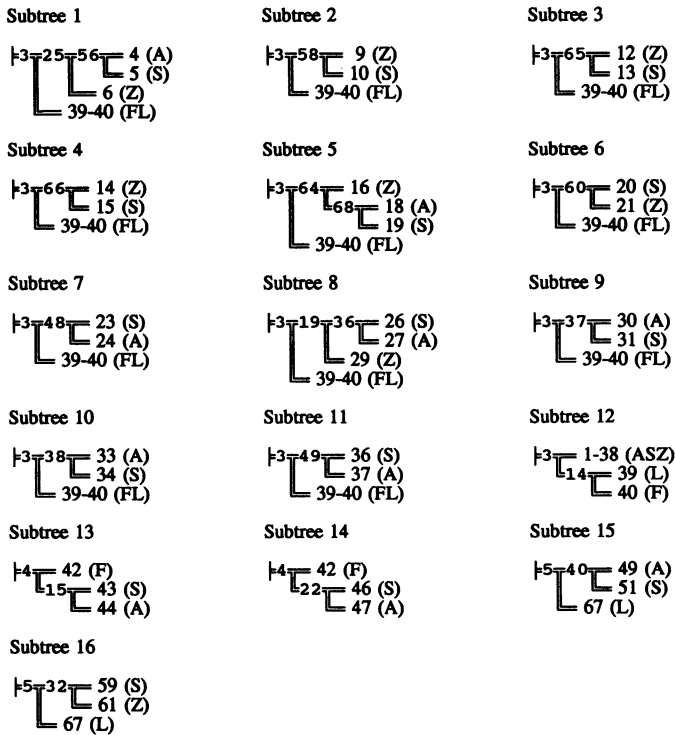 Subtree 1
3 25 56 4 (A)
5 (S)
6 (Z)
39-40 (FL)
Subtree 2
3 58 9 (Z)
10 (S)
39-40 (FL)
Subtree 3
3 65 12 (Z)
13 (S)
39-40 (FL)
Subtree 4
3 66 14 (Z)
15 (S)
39-40 (FL)
Subtree 5
3 64 16 (Z)
68 18 (A)
19 (S)
39-40 (FL)
Subtree 6
3 60 20 (S)
21 (Z)
39-40 (FL)
Subtree 7
3 48 23 (S)
24 (A)
39-40 (FL)
Subtree 8
3 19 36 26 (S)
27 (A)
29 (Z)
39-40 (FL)
Subtree 9
3 37 30 (A)
31 (S)
39-40 (FL)
Subtree 10
3 38 33 (A)
34 (S)
39-40 (FL)
Subtree 11
3 49 36 (S)
37 (A)
39-40 (FL)
Subtree 12
3 1-38 (ASZ)
14 39 (L)
40 (F)
Subtree 13
4 42 (F)
15 43 (S)
44 (A)
Subtree 14
4 42 (F)
22 46 (S)
47 (A)
Subtree 15
5 40 49 (A)
51 (S)
67 (L)
Subtree 16
5 32 59 (S)
61 (Z)
67 (L)